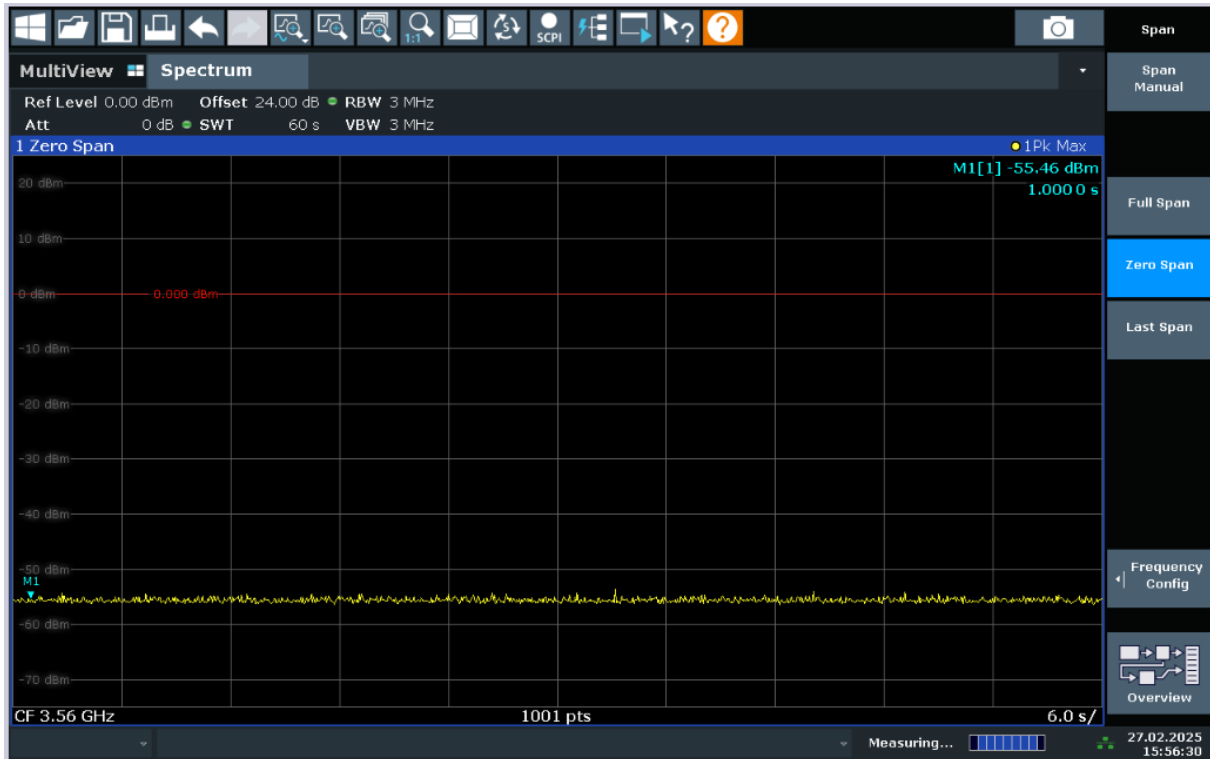 1:1
SCPI
?
?
Span
MultiView Spectrum
Span
Manual
Ref Level 0.00 dBm Offset 24.00 dB RBW 3 MHz
Att 0 dB SWT 60 s VBW 3 MHz
1 Zero Span 1Pk Max
M1[1] -55.46 dBm
1.0000 s
20 dBm
Full Span
10 dBm
Zero Span
0 dBm 0.000 dBm
Last Span
-10 dBm
-20 dBm
-30 dBm
-40 dBm
-50 dBm
M1
Frequency
Config
-60 dBm
-70 dBm
Overview
CF 3.56 GHz 1001 pts 6.0 s/
Measuring... 27.02.2025
15:56:30